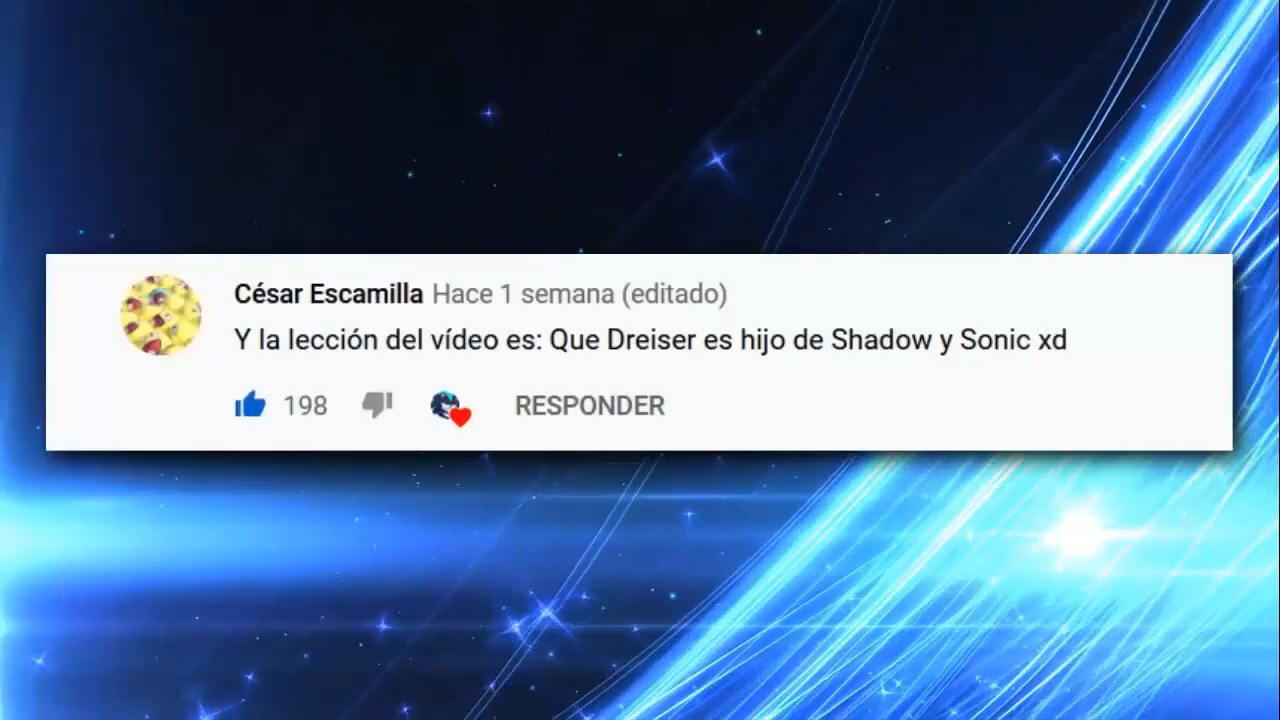 César Escamilla Hace 1 semana (editado)
Y la lección del vídeo es: Que Dreiser es hijo de Shadow y Sonic xd
198 RESPONDER